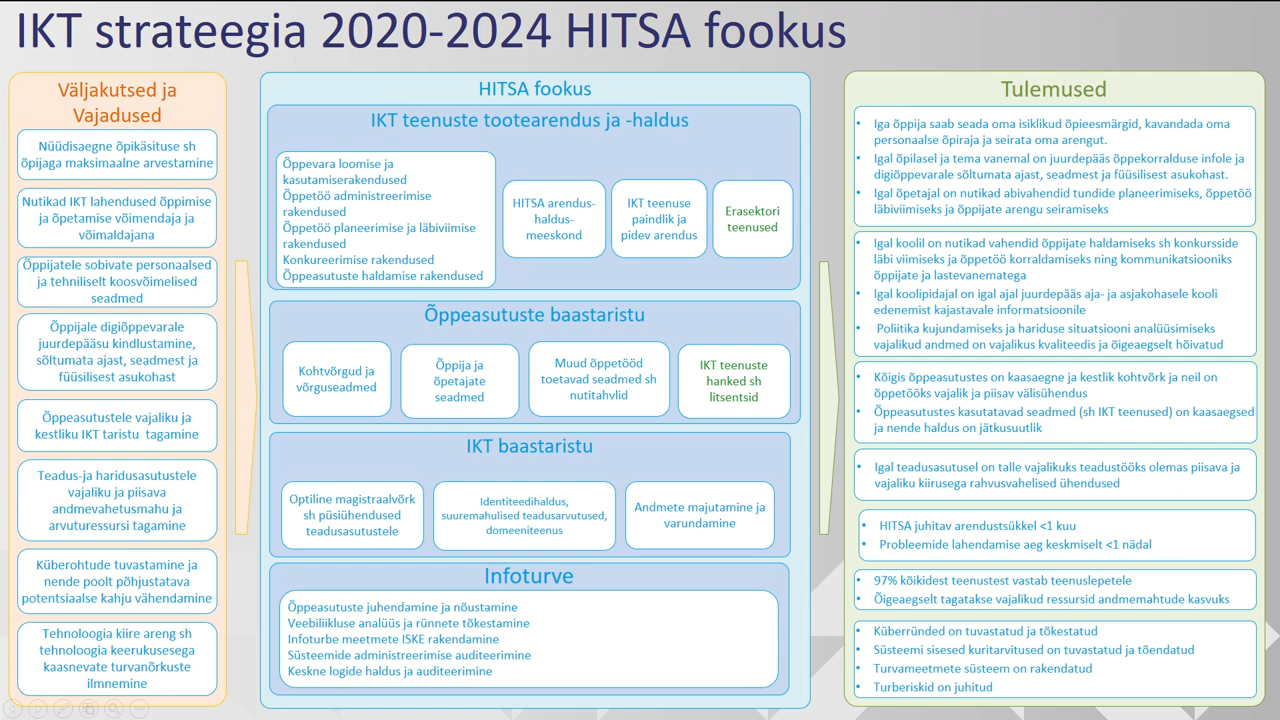 IKT strateegia 2020-2024 HITSA fookus
Väljakutsed ja
Vajadused
Nüüdisaegne õpikäsituse sh
õpijaga maksimaalne arvestamine
Nutikad IKT lahendused õppimise
ja õpetamise võimendaja ja
võimaldajana
Õppijatele sobivate personaalsed
ja tehniliselt koosvõimelised
seadmed
Õppijale digiõppevarale
juurdepääsu kindlustamine,
sõltumata ajast, seadmest ja
füüsilisest asukohast
Õppeasutustele vajaliku ja
kestliku IKT taristu tagamine
Teadus-ja haridusasutustele
vajaliku ja piisava
andmevahetusmahu ja
arvuturessursi tagamine
Küberohtude tuvastamine ja
nende poolt põhjustatava
potentsiaalse kahju vähendamine
Tehnoloogia kiire areng sh
tehnoloogia keerukusesega
kaasnevate turvanõrkuste
ilmnemine
HITSA fookus
IKT teenuste tootearendus ja -haldus
Õppevara loomise ja
kasutamiserakendused
Õppetöö administreerimise
rakendused
Õppetöö planeerimise ja läbiviimise
rakendused
Konkureerimise rakendused
Õppeasutuste haldamise rakendused
HITSA arendus-
haldus-
meeskond
IKT teenuse
paindlik ja
pidev arendus
Erasektori
teenused
Õppeasutuste baastaristu
Kohtvõrgud ja
võrguseadmed
Õppija ja
õpetajate
seadmed
Muud õppetööd
toetavad seadmed sh
nutitahvlid
IKT teenuste
hanked sh
litsentsid
IKT baastaristu
Optiline magistraalvõrk
sh püsiühendused
teadusasutustele
Identiteedihaldus,
suuremahulised teadusarvutused,
domeeniteenus
Andmete majutamine ja
varundamine
Infoturve
Õppeasutuste juhendamine ja nõustamine
Veebiliikluse analüüs ja rünnete tõkestamine
Infoturbe meetmete ISKE rakendamine
Süsteemide administreerimise auditeerimine
Keskne logide haldus ja auditeerimine
Tulemused
• Iga õppija saab seada oma isiklikud õpieesmärgid, kavandada oma
personaalse õpiraja ja seirata oma arengut.
• Igal õpilasel ja tema vanemal on juurdepääs õppekorralduse infole ja
digiõppevarale sõltumata ajast, seadmest ja füüsilisest asukohast.
• Igal õpetajal on nutikad abivahendid tundide planeerimiseks, õppetöö
läbiviimiseks ja õppijate arengu seiramiseks
• Igal koolil on nutikad vahendid õppijate haldamiseks sh konkursside
läbi viimiseks ja õppetöö korraldamiseks ning kommunikatsiooniks
õppijate ja lastevanematega
• Igal koolipidajal on igal ajal juurdepääs aja- ja asjakohasele kooli
edenemist kajastavale informatsioonile
• Poliitika kujundamiseks ja hariduse situatsiooni analüüsimiseks
vajalikud andmed on vajalikus kvaliteedis ja õigeaegselt hõivatud
• Kõigis õppeasutustes on kaasaegne ja kestlik kohtvõrk ja neil on
õppetööks vajalik ja piisav välisühendus
• Õppeasutustes kasutatavad seadmed (sh IKT teenused) on kaasaegsed
ja nende haldus on jätkusuutlik
• Igal teadusasutusel on talle vajalikuks teadustööks olemas piisava ja
vajaliku kiirusega rahvusvahelised ühendused
• HITSA juhitav arendustsükkel <1 kuu
• Probleemide lahendamise aeg keskmiselt <1 nädal
• 97% kõikidest teenustest vastab teenuslepetele
• Õigeaegselt tagatakse vajalikud ressursid andmemahtude kasvuks
• Küberründed on tuvastatud ja tõkestatud
• Süsteemi sisesed kuritarvitused on tuvastatud ja tõendatud
• Turvameetmete süsteem on rakendatud
• Turberiskid on juhitud